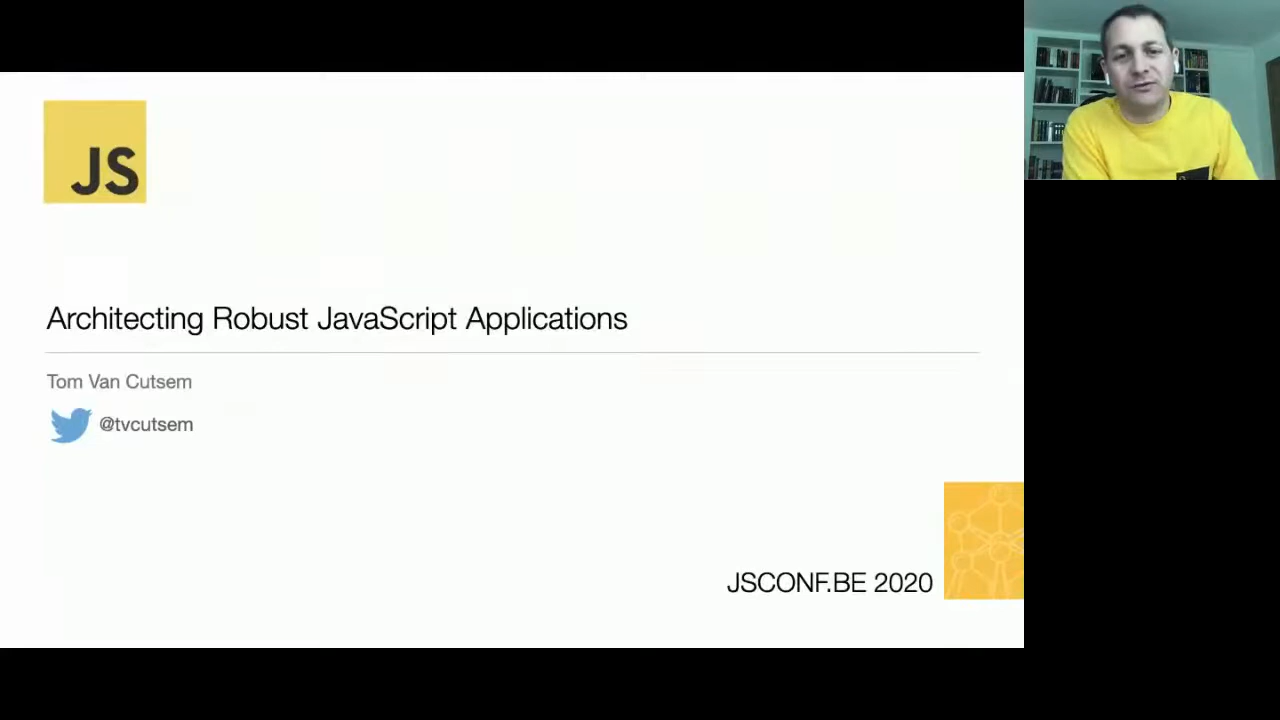 JS
Architecting Robust JavaScript Applications
Tom Van Cutsem
@tvcutsem
JSCONF.BE 2020